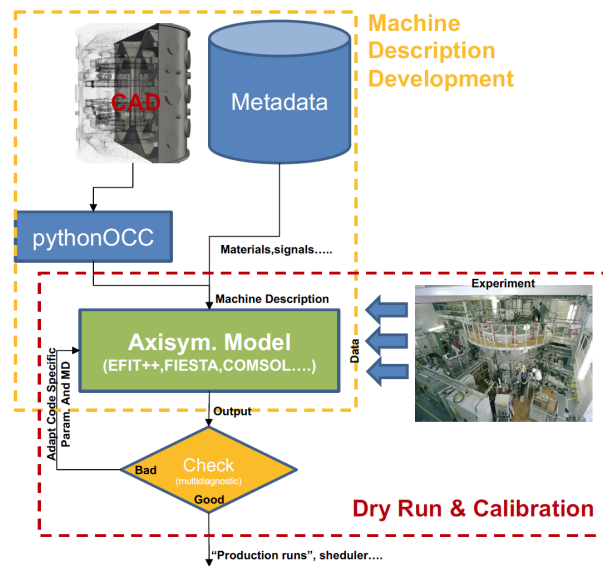 Machine
Description
Development
CAD
Metadata
pythonOCC
Materials,signals.....
Experiment
Machine Description
Axisym. Model
(EFIT++,FIESTA,COMSOL....)
Data
Adapt Code Specific
Param. And MD
Output
Check
(multidiagnostic)
Bad
Good
Dry Run & Calibration
“Production runs”, sheduler....